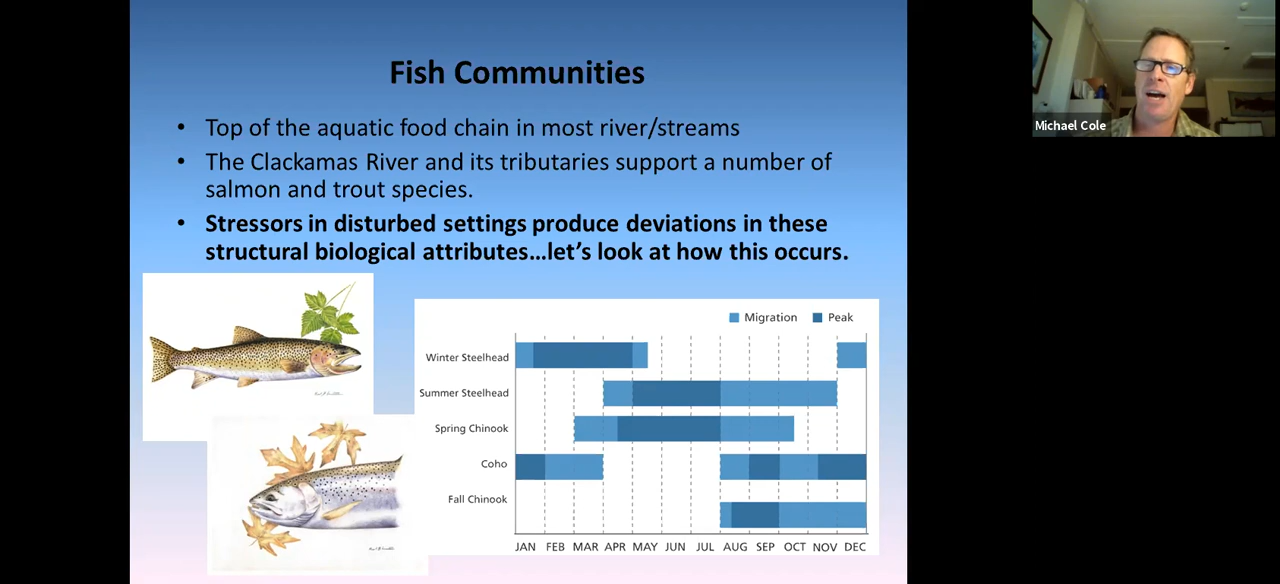 Fish Communities
• Top of the aquatic food chain in most river/streams
• The Clackamas River and its tributaries support a number of
salmon and trout species.
• Stressors in disturbed settings produce deviations in these
structural biological attributes…let's look at how this occurs.
Michael Cole
Migration Peak
Winter Steelhead
Summer Steelhead
Spring Chinook
Coho
Fall Chinook
JAN FEB MAR APR MAY JUN JUL AUG SEP OCT NOV DEC